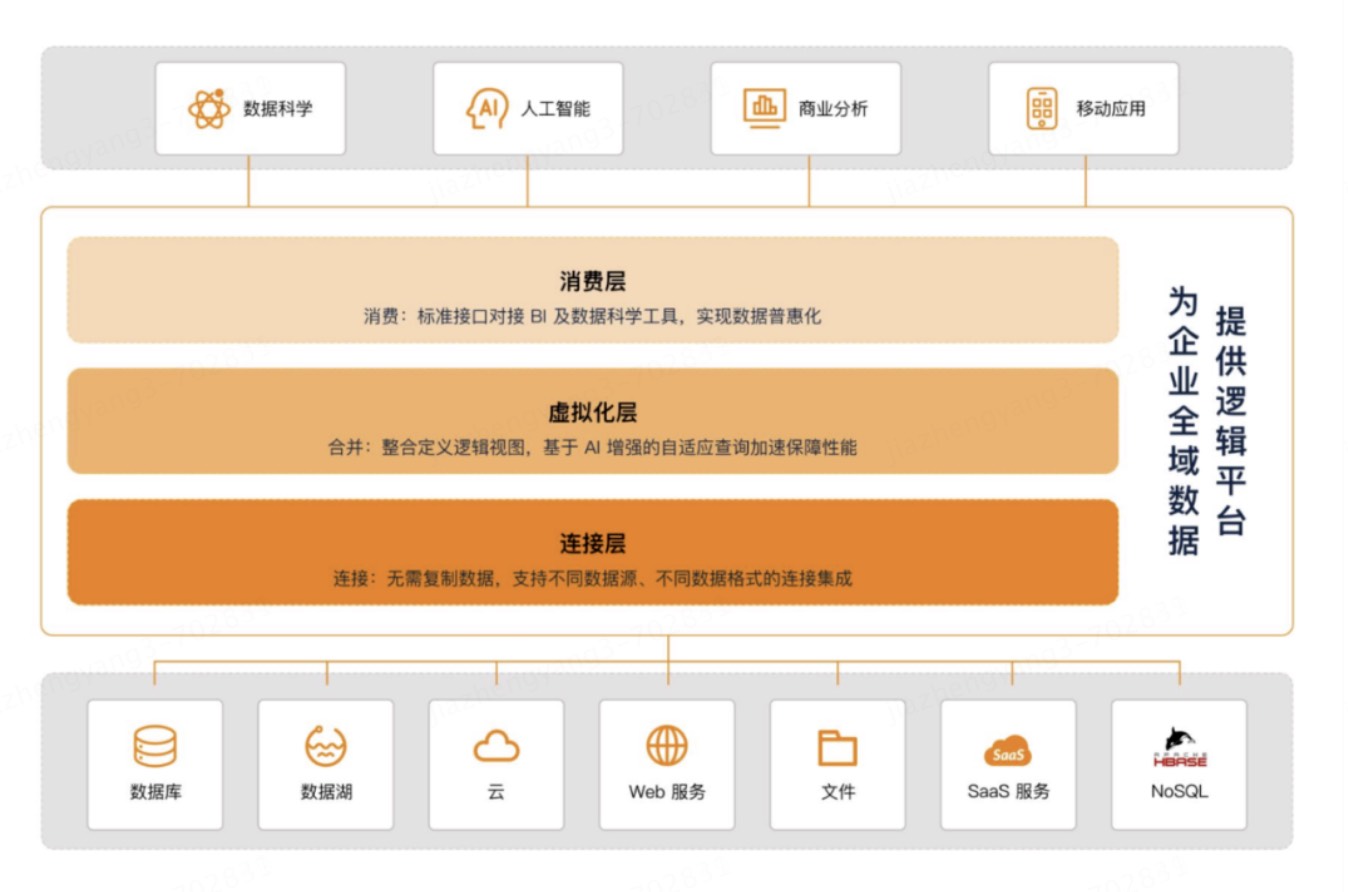 数据科学
AI
人工智能
商业分析
移动应用
消费层
消费：标准接口对接 BI 及数据科学工具，实现数据普惠化
虚拟化层
合并：整合定义逻辑视图，基于 AI 增强的自适应查询加速保障性能
连接层
连接：无需复制数据，支持不同数据源、不同数据格式的连接集成
为企业全域数据
提供逻辑平台
数据库
数据湖
云
Web 服务
文件
SaaS
SaaS 服务
APACHE
HBASE
NoSQL
jiazhengyang3-702831